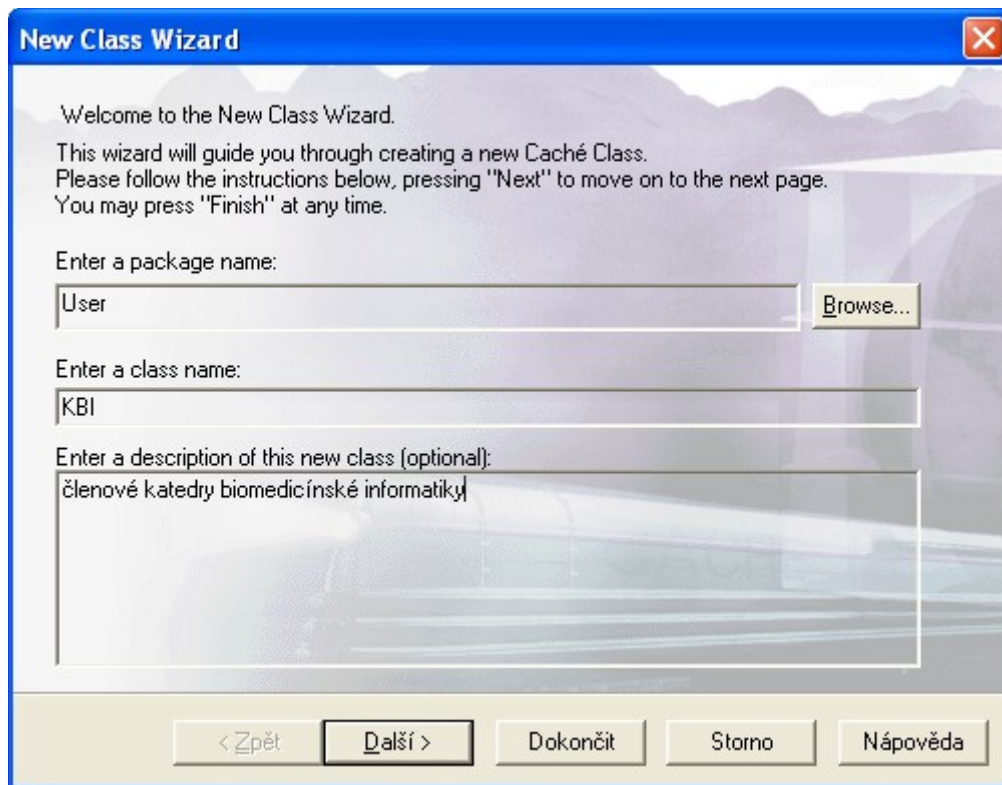 New Class Wizard
Welcome to the New Class Wizard.
This wizard will guide you through creating a new Caché Class.
Please follow the instructions below, pressing "Next" to move on to the next page.
You may press "Finish" at any time.
Enter a package name:
User
Browse...
Enter a class name:
KBI
Enter a description of this new class (optional):
členové katedry biomedicínské informatiky
CACHÉ
< Zpět
Další >
Dokončit
Storno
Nápověda